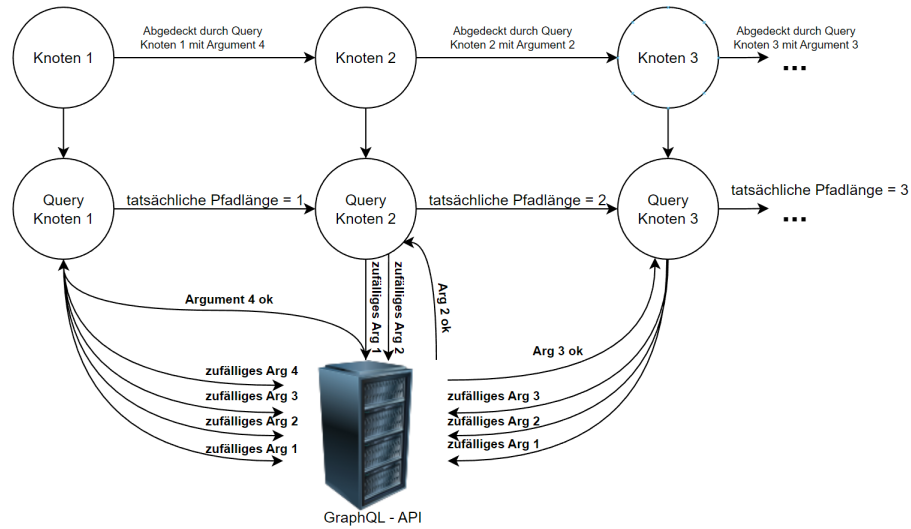 Knoten 1
Abgedeckt durch Query
Knoten 1 mit Argument 4
Knoten 2
Abgedeckt durch Query
Knoten 2 mit Argument 2
Knoten 3
Abgedeckt durch Query
Knoten 3 mit Argument 3
...
Query
Knoten 1
tatsächliche Pfadlänge = 1
Query
Knoten 2
tatsächliche Pfadlänge = 2
Query
Knoten 3
tatsächliche Pfadlänge = 3
...
Argument 4 ok
zufälliges Arg 1
zufälliges Arg 2
Arg 2 ok
Arg 3 ok
zufälliges Arg 4
zufälliges Arg 3
zufälliges Arg 2
zufälliges Arg 1
zufälliges Arg 3
zufälliges Arg 2
zufälliges Arg 1
GraphQL - API